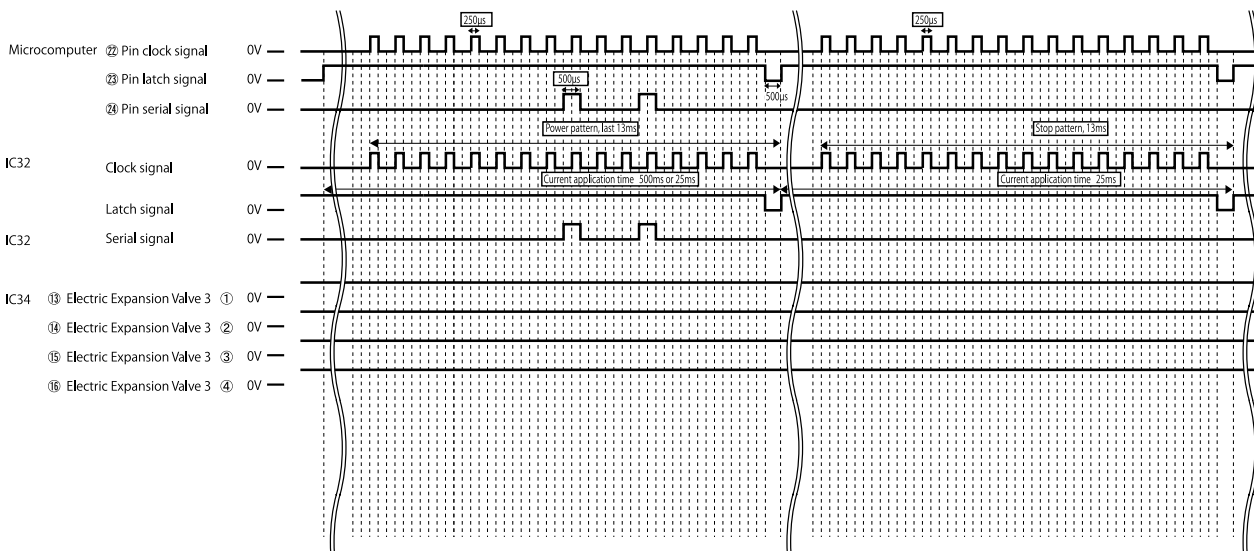 250µs
250µs
Microcomputer ㉒ Pin clock signal 0V
㉓ Pin latch signal 0V
500µs
500µs
㉔ Pin serial signal 0V
Power pattern, last 13ms
Stop pattern, 13ms
IC32 Clock signal 0V
Current application time 500ms or 25ms
Current application time 25ms
Latch signal 0V
IC32 Serial signal 0V
IC34 ⑬ Electric Expansion Valve 3 ① 0V
⑭ Electric Expansion Valve 3 ② 0V
⑮ Electric Expansion Valve 3 ③ 0V
⑯ Electric Expansion Valve 3 ④ 0V